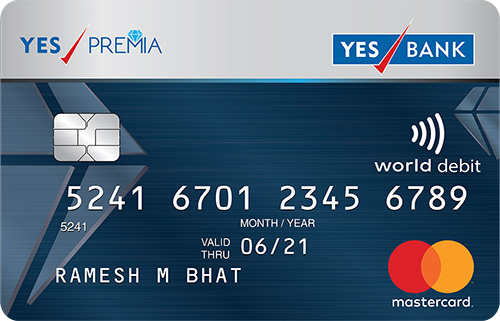 YES PREMIA
YES BANK
world debit
5241 6701 2345 6789
5241
MONTH / YEAR
VALID THRU 06/21
RAMESH M BHAT
mastercard.